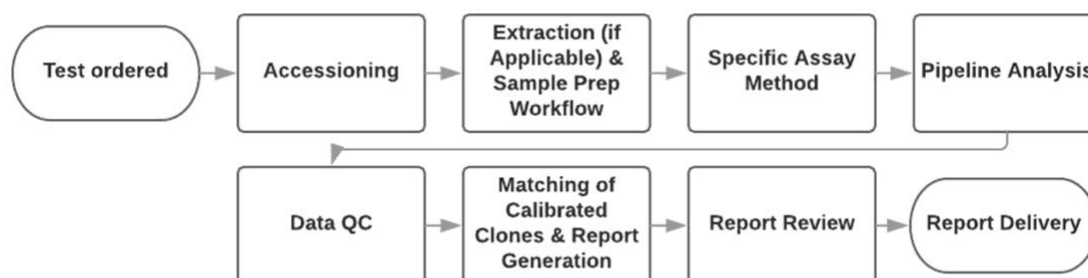 Test ordered
Accessioning
Extraction (if
Applicable) &
Sample Prep
Workflow
Specific Assay
Method
Pipeline Analysis
Data QC
Matching of
Calibrated
Clones & Report
Generation
Report Review
Report Delivery